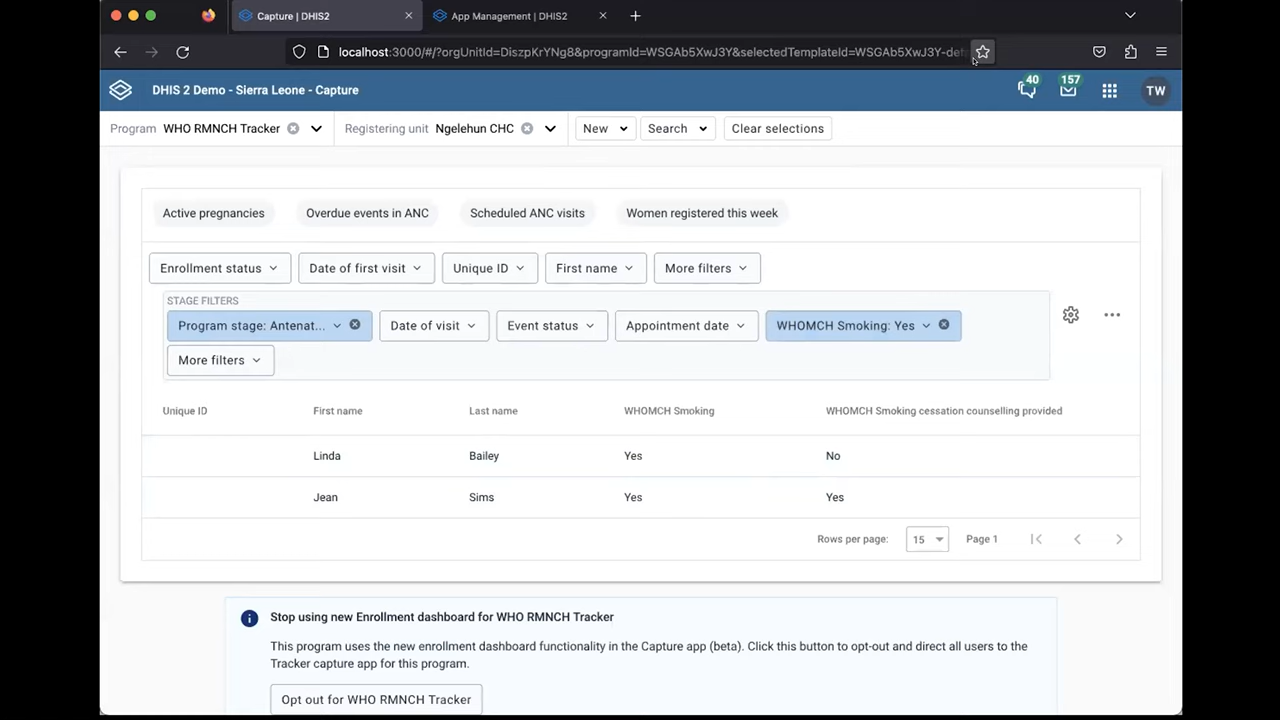 Capture | DHIS2
App Management | DHIS2
localhost:3000/#/?orgUnitId=DiszpKrYNg8&programId=WSGAb5XwJ3Y&selectedTemplateId=WSGAb5XwJ3Y-def
DHIS 2 Demo - Sierra Leone - Capture
40
157
TW
Program WHO RMNCH Tracker
Registering unit Ngelehun CHC
New
Search
Clear selections
Active pregnancies
Overdue events in ANC
Scheduled ANC visits
Women registered this week
Enrollment status
Date of first visit
Unique ID
First name
More filters
STAGE FILTERS
Program stage: Antenat...
Date of visit
Event status
Appointment date
WHOMCH Smoking: Yes
More filters
Unique ID First name Last name WHOMCH Smoking WHOMCH Smoking cessation counselling provided
Linda Bailey Yes No
Jean Sims Yes Yes
Rows per page: 15 Page 1
Stop using new Enrollment dashboard for WHO RMNCH Tracker
This program uses the new enrollment dashboard functionality in the Capture app (beta). Click this button to opt-out and direct all users to the
Tracker capture app for this program.
Opt out for WHO RMNCH Tracker